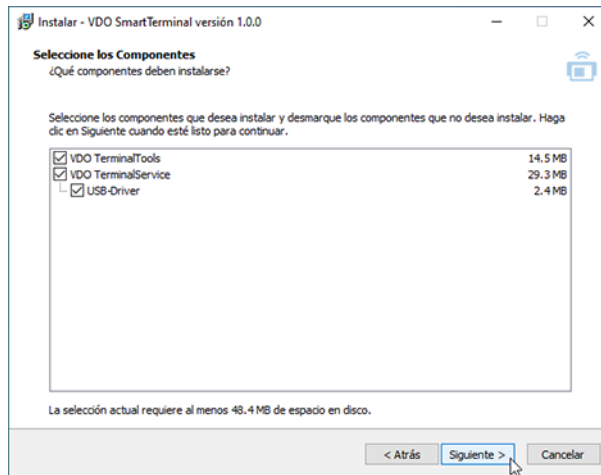 Instalar - VDO SmartTerminal versión 1.0.0
Seleccione los Componentes
¿Qué componentes deben instalarse?
Seleccione los componentes que desea instalar y desmarque los componentes que no desea instalar. Haga
clic en Siguiente cuando esté listo para continuar.
VDO TerminalTools 14.5 MB
VDO TerminalService 29.3 MB
USB-Driver 2.4 MB
La selección actual requiere al menos 48.4 MB de espacio en disco.
< Atrás Siguiente > Cancelar